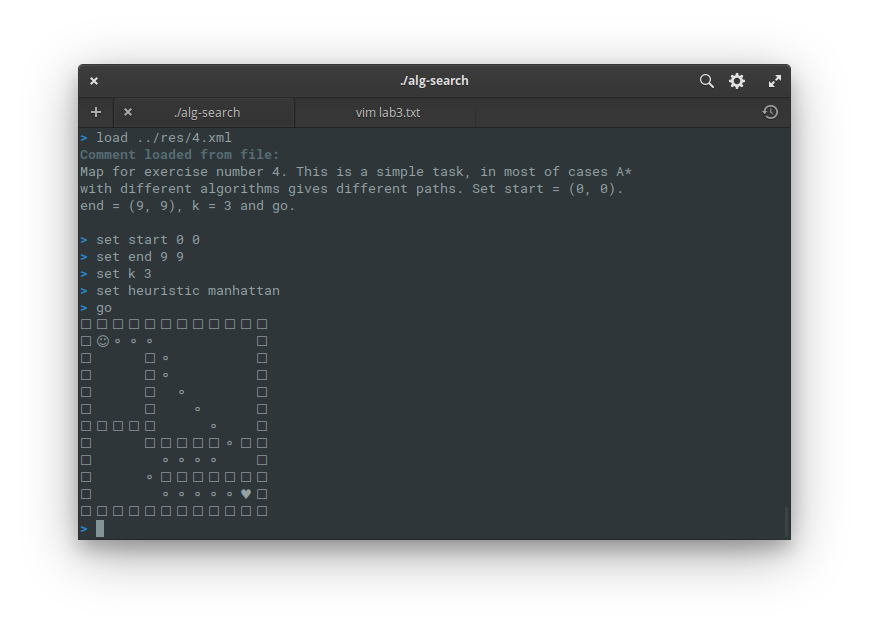 ./alg-search
./alg-search vim lab3.txt
> load ../res/4.xml
Comment loaded from file:
Map for exercise number 4. This is a simple task, in most of cases A*
with different algorithms gives different paths. Set start = (0, 0).
end = (9, 9), k = 3 and go.
> set start 0 0
> set end 9 9
> set k 3
> set heuristic manhattan
> go
□ □ □ □ □ □ □ □ □ □ □ □
□ ☺ ∘ ∘ ∘             □
□       □ ∘           □
□       □ ∘           □
□       □   ∘         □
□       □     ∘       □
□ □ □ □ □       ∘     □
□       □ □ □ □ □ ∘ □ □
□         ∘ ∘ ∘ ∘     □
□       ∘ □ □ □ □ □ □ □
□         ∘ ∘ ∘ ∘ ∘ ♥ □
□ □ □ □ □ □ □ □ □ □ □ □
>